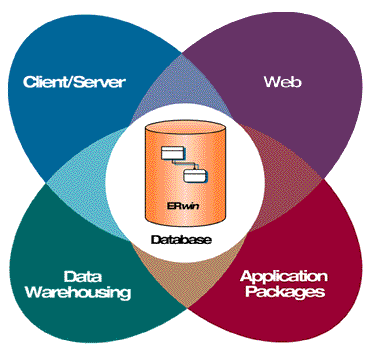 Client/Server
Web
ERwin
Database
Data
Warehousing
Application
Packages